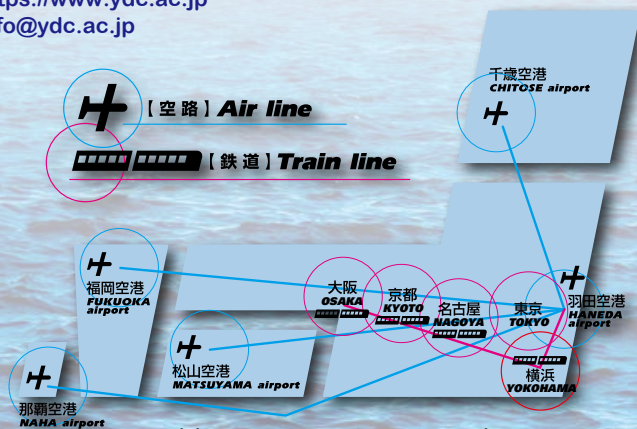 tps://www.ydc.ac.jp
fo@ydc.ac.jp
【空路】Air line
【鉄道】Train line
千歳空港
CHITOSE airport
福岡空港
FUKUOKA
airport
大阪
OSAKA
京都
KYOTO
名古屋
NAGOYA
東京
TOKYO
羽田空港
HANEDA
airport
松山空港
MATSUYAMA airport
横浜
YOKOHAMA
那覇空港
NAHA airport